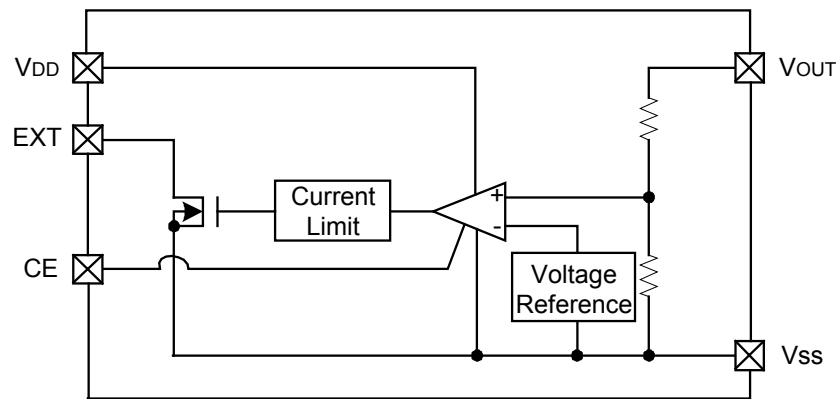 VDD
VOUT
EXT
Current
Limit
+
-
CE
Voltage
Reference
Vss